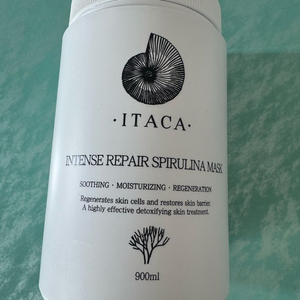 ·ITACA·
INTENSE REPAIR SPIRULINA MASK
SOOTHING · MOISTURIZING · REGENERATION
Regenerates skin cells and restores skin barrier.
A highly effective detoxifying skin treatment.
900ml